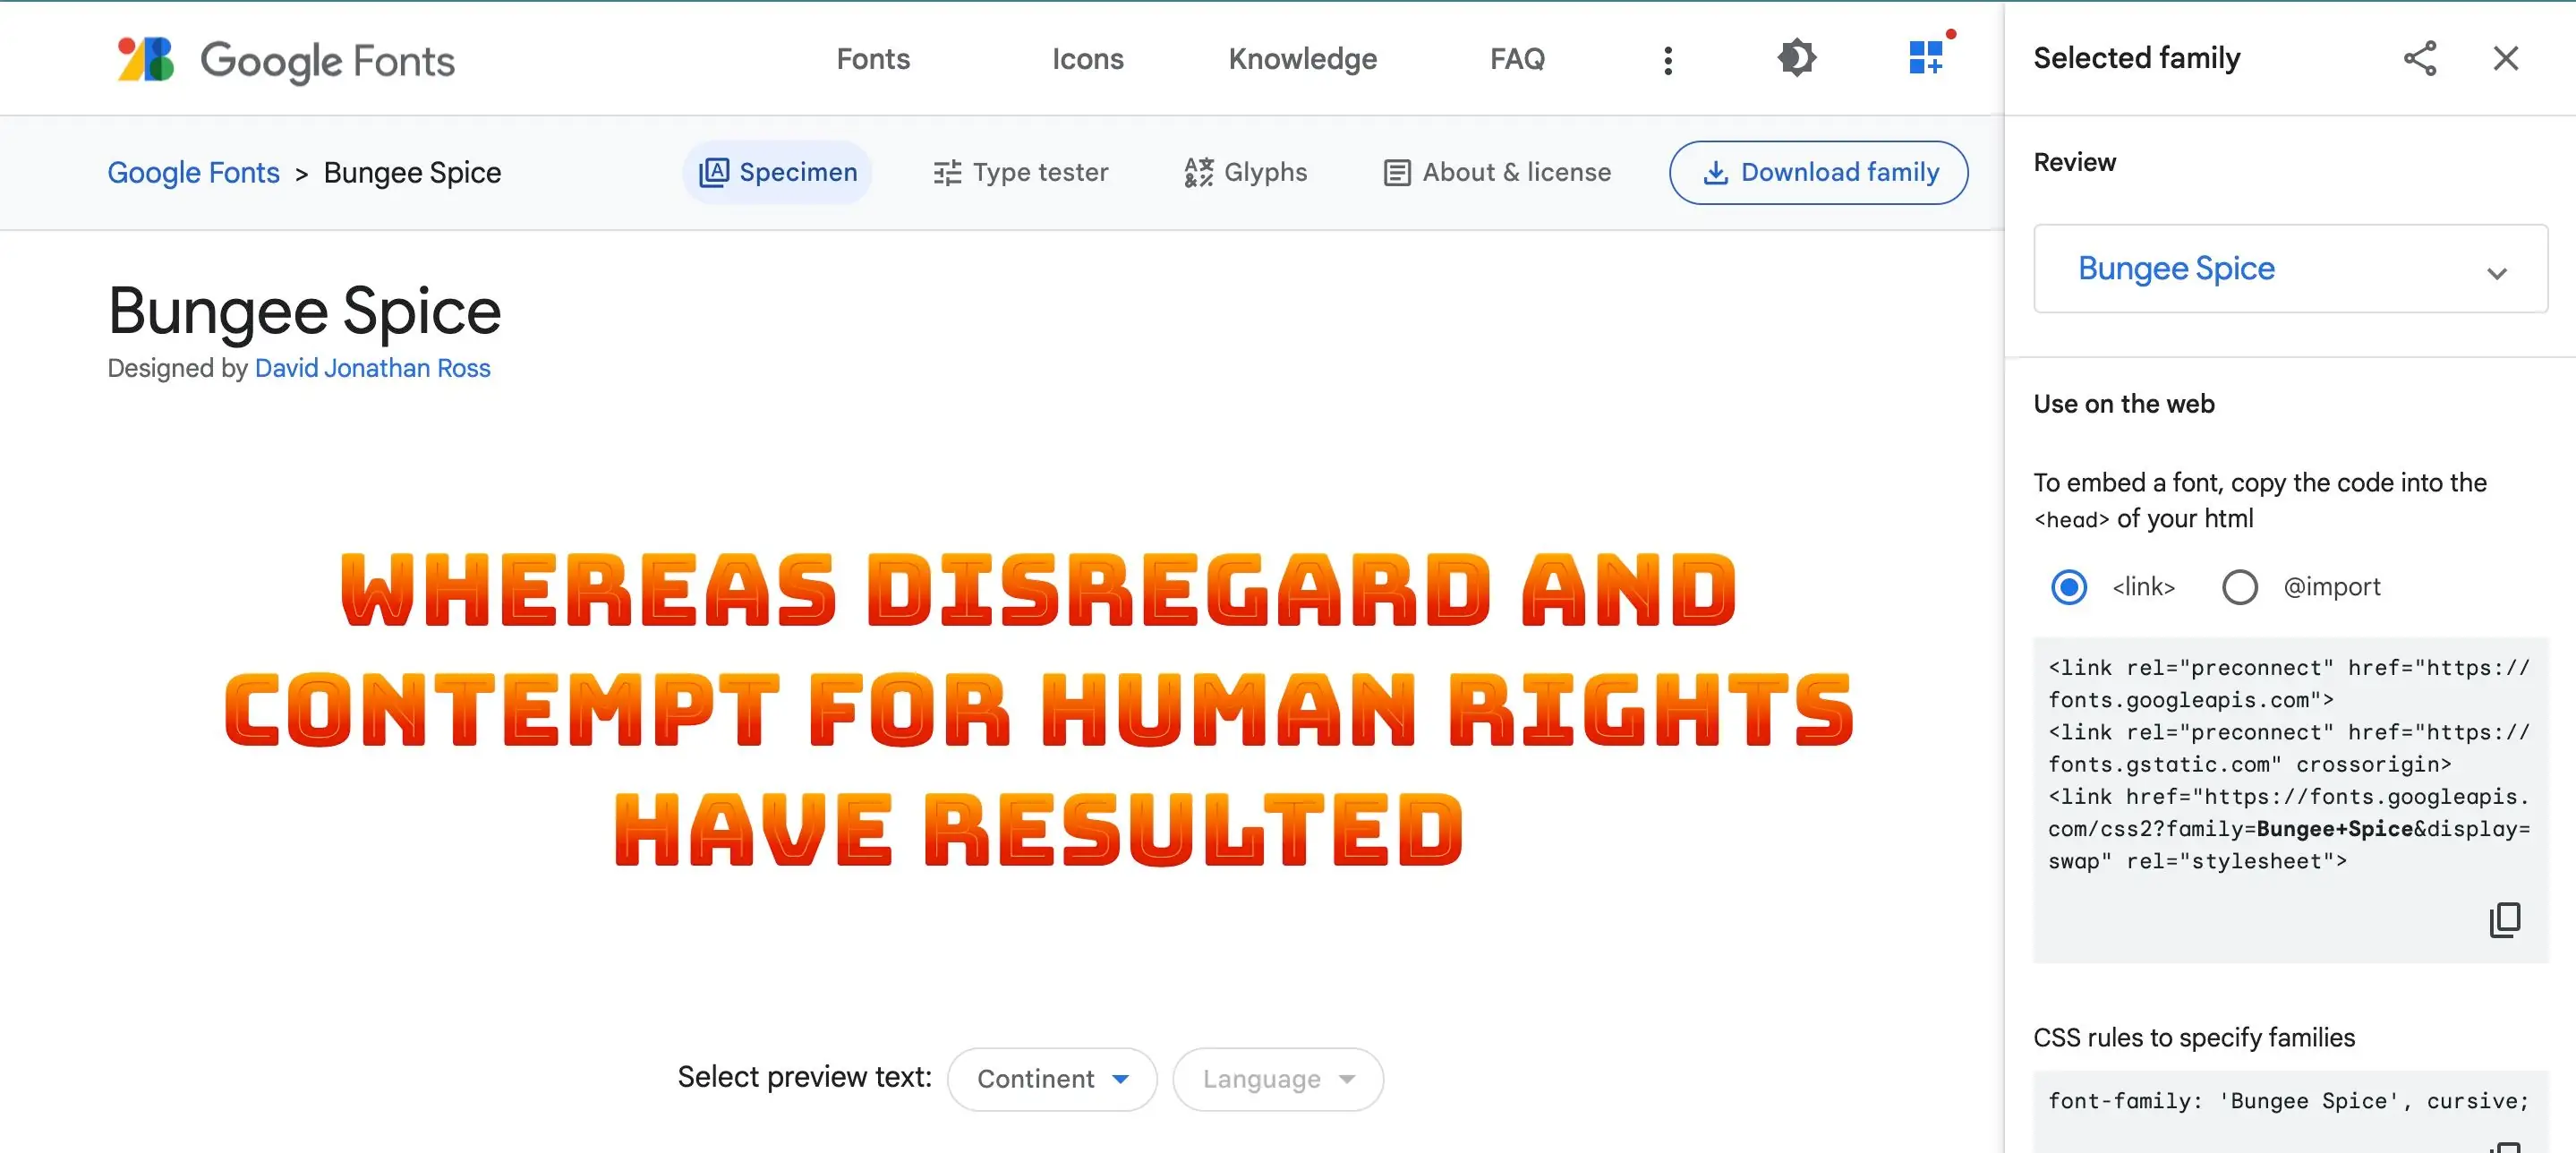 Google Fonts
Fonts
Icons
Knowledge
FAQ
Google Fonts > Bungee Spice
Specimen
Type tester
Glyphs
About & license
Download family
Bungee Spice
Designed by David Jonathan Ross
WHEREAS DISREGARD AND
CONTEMPT FOR HUMAN RIGHTS
HAVE RESULTED
Select preview text:
Continent
Language
Selected family
Review
Bungee Spice
Use on the web
To embed a font, copy the code into the
<head> of your html
<link>
@import
<link rel="preconnect" href="https://
fonts.googleapis.com">
<link rel="preconnect" href="https://
fonts.gstatic.com" crossorigin>
<link href="https://fonts.googleapis.
com/css2?family=Bungee+Spice&display=
swap" rel="stylesheet">
CSS rules to specify families
font-family: 'Bungee Spice', cursive;